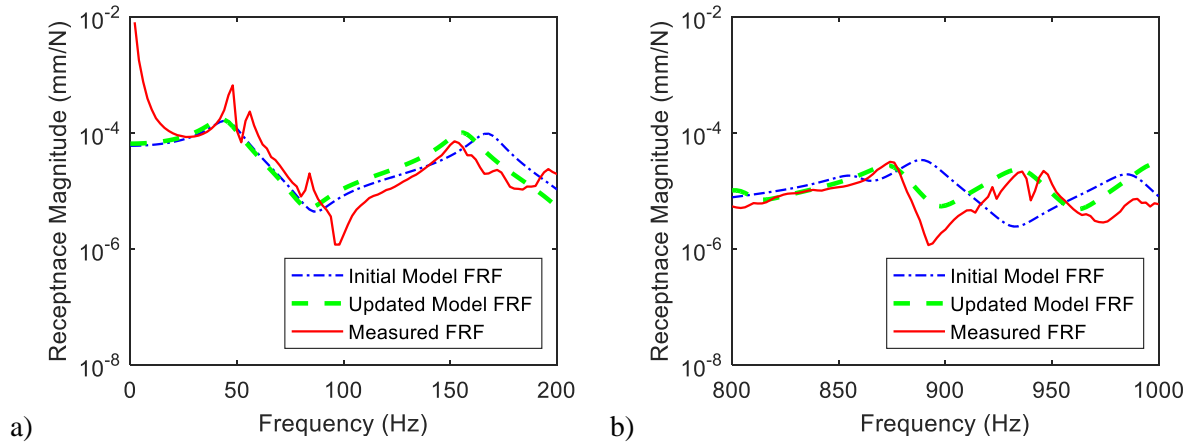 10^-2
10^-4
10^-6
10^-8
0
50
100
150
200
Receptnace Magnitude (mm/N)
Frequency (Hz)
Initial Model FRF
Updated Model FRF
Measured FRF
a)
10^-2
10^-4
10^-6
10^-8
800
850
900
950
1000
Receptnace Magnitude (mm/N)
Frequency (Hz)
Initial Model FRF
Updated Model FRF
Measured FRF
b)